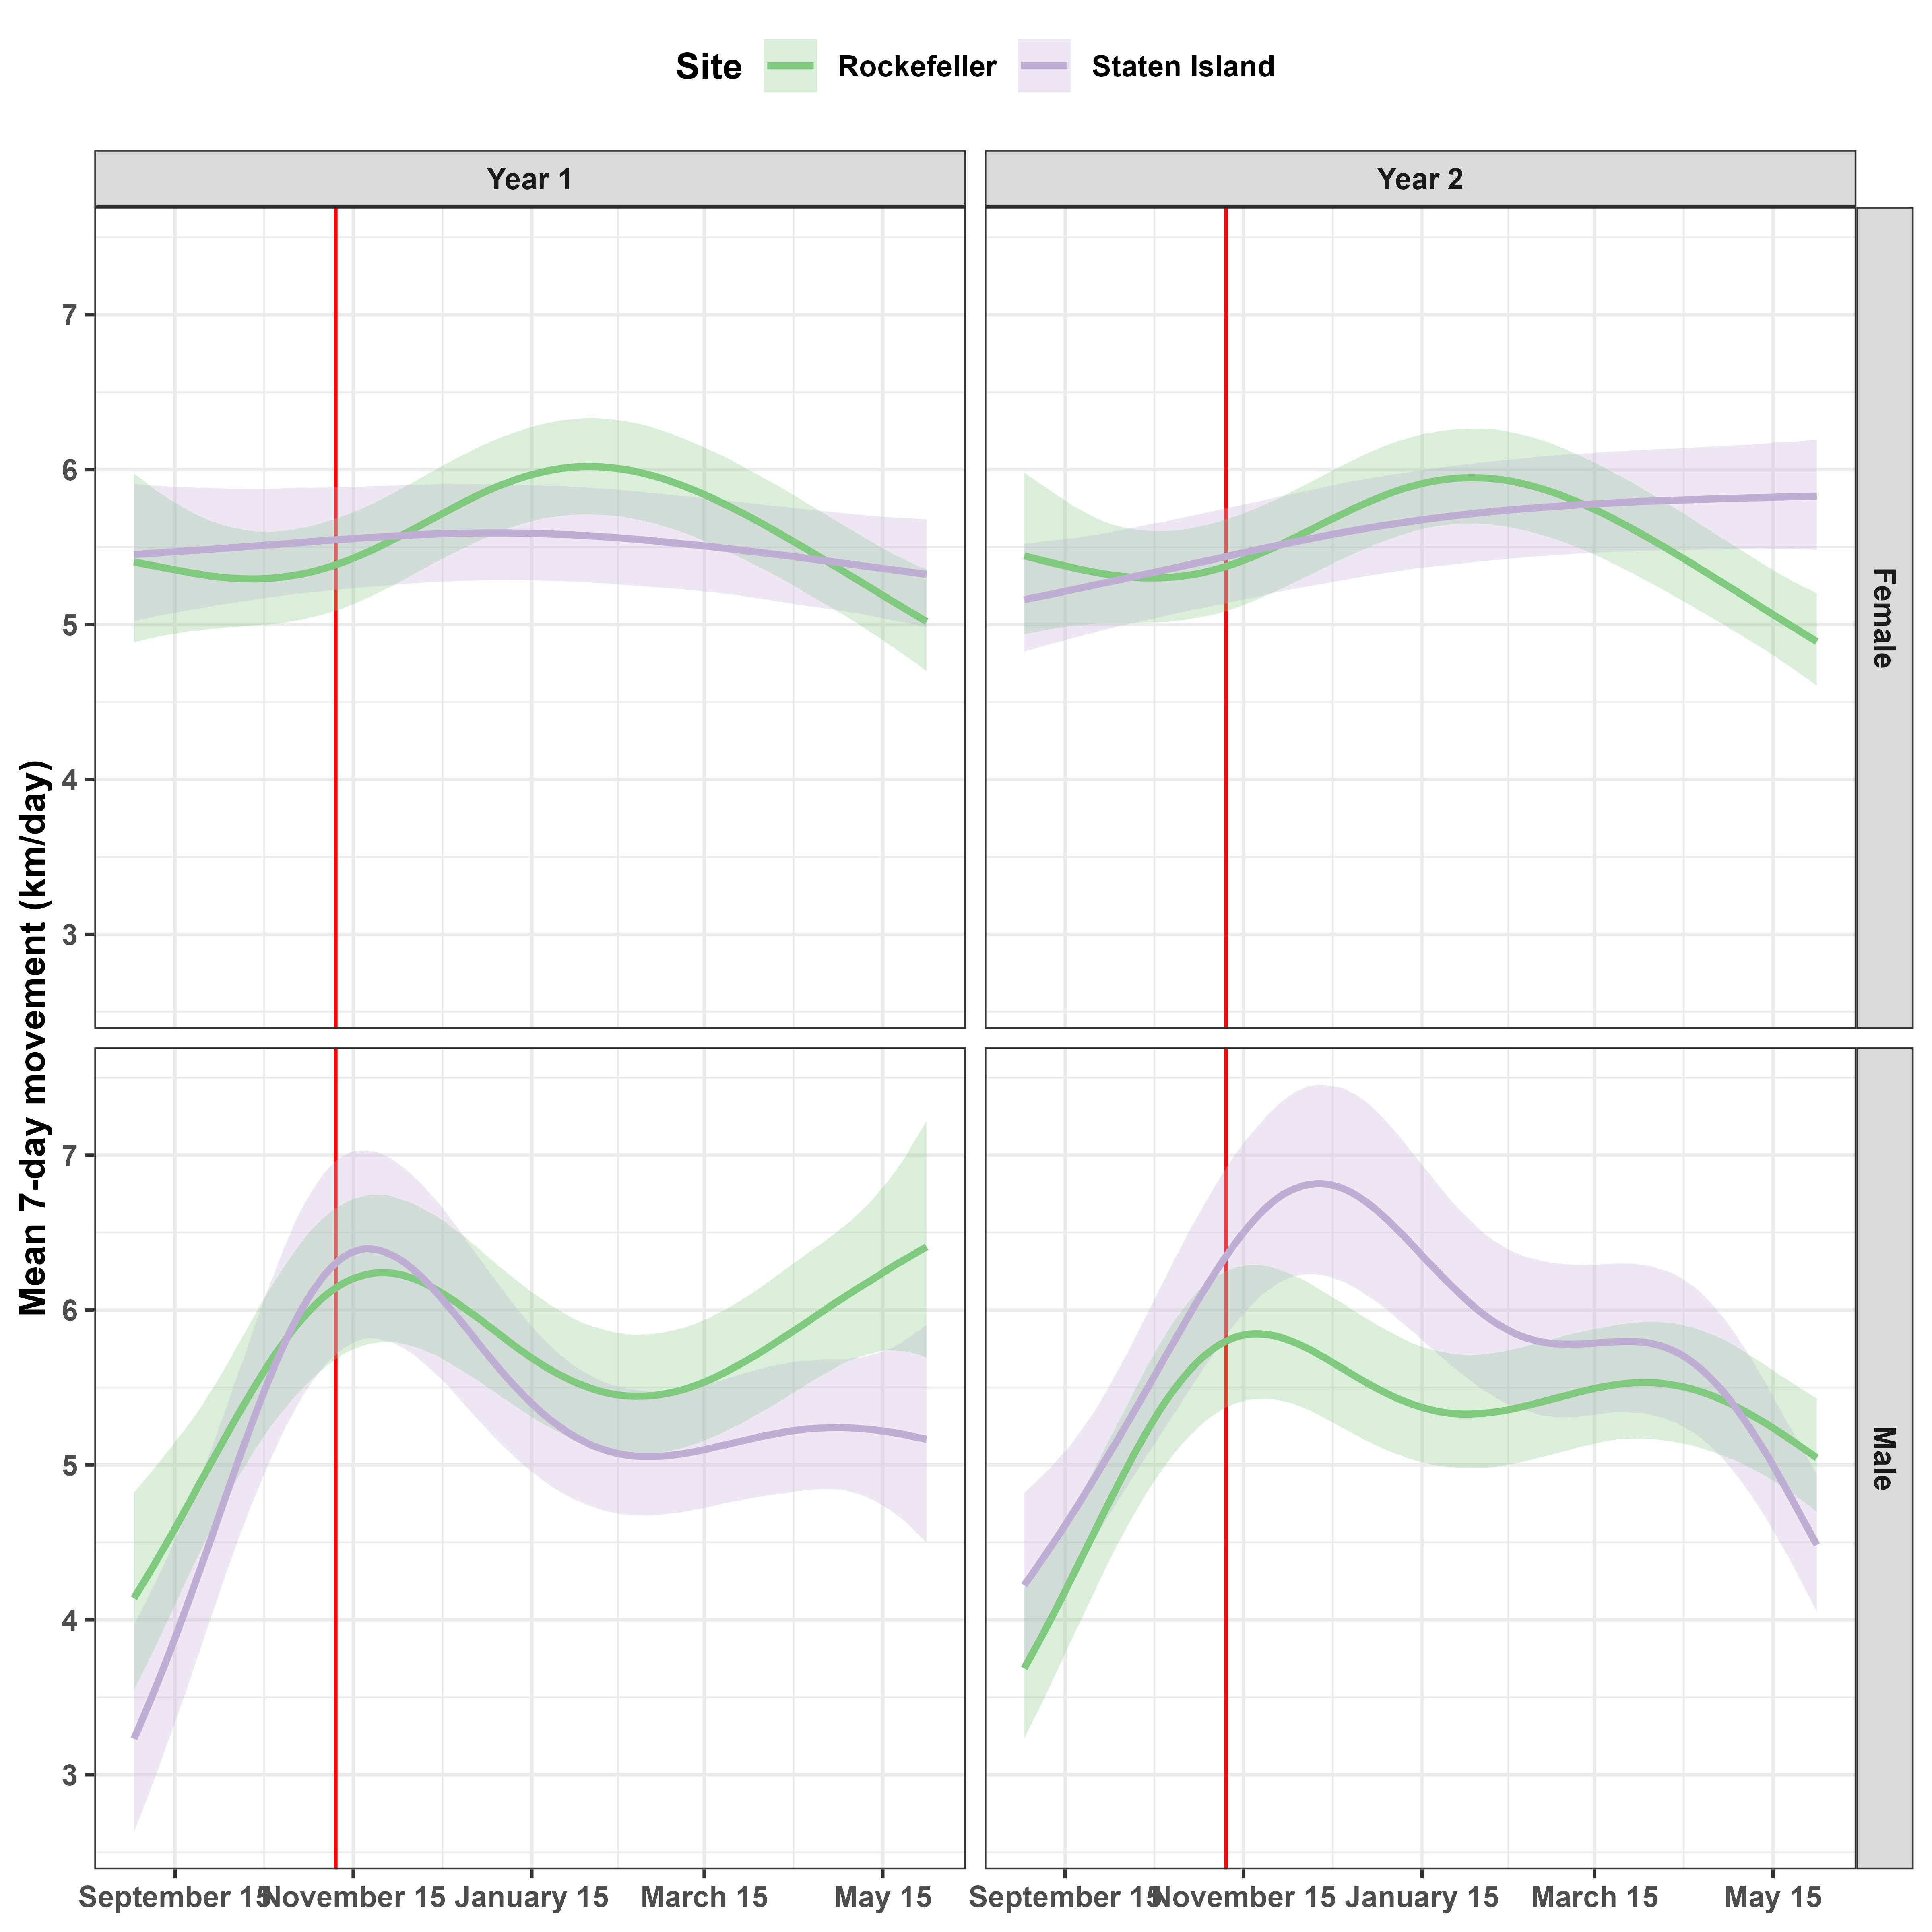 Site Rockefeller Staten Island
Year 1 Year 2
Mean 7-day movement (km/day)
7
6
5
4
3
Female
7
6
5
4
3
Male
September 15 November 15 January 15 March 15 May 15 September 15 November 15 January 15 March 15 May 15